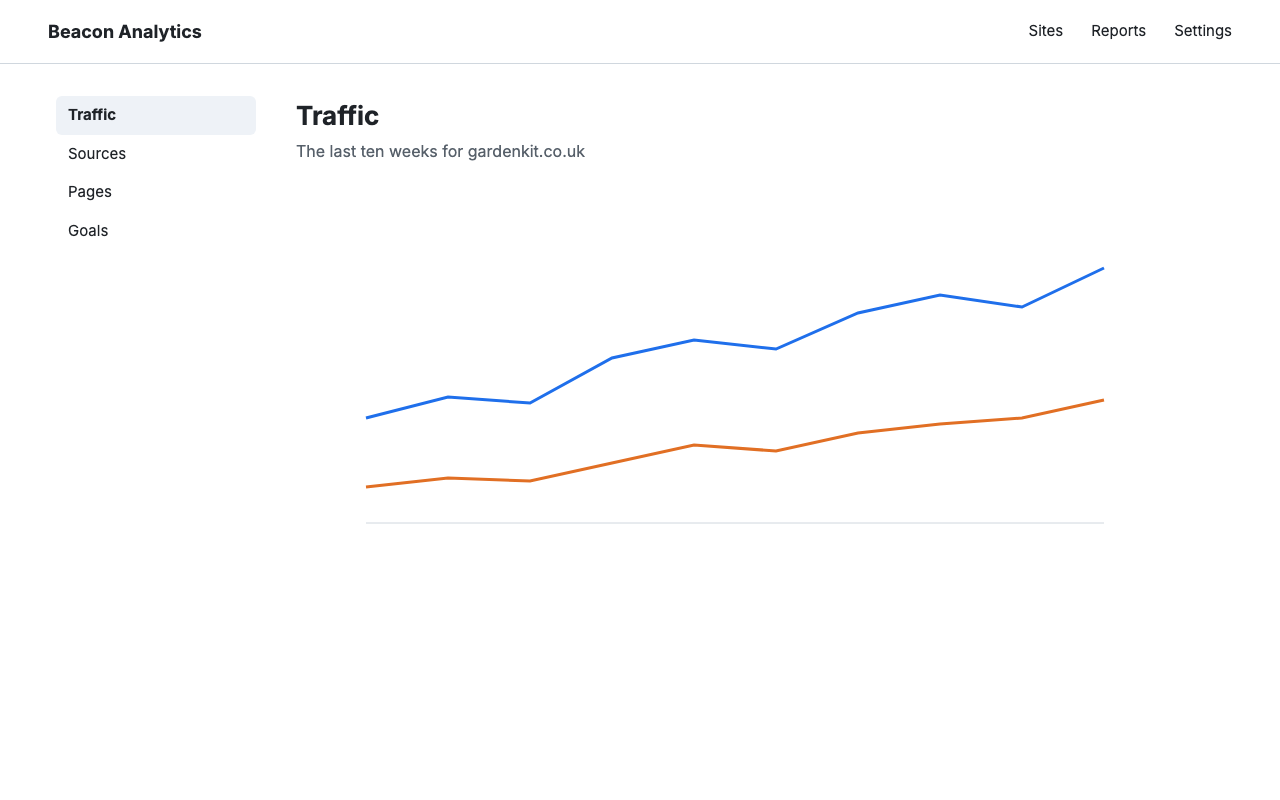 Beacon Analytics
Sites
Reports
Settings
Traffic
Sources
Pages
Goals
Traffic
The last ten weeks for gardenkit.co.uk